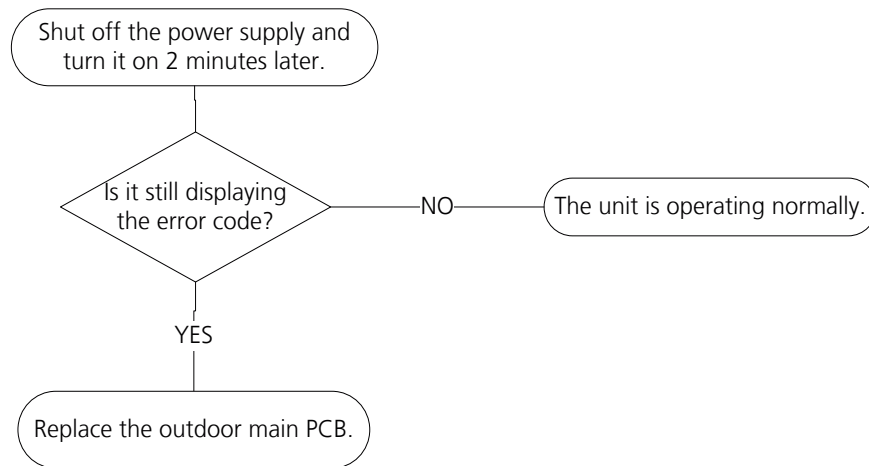 Shut off the power supply and
turn it on 2 minutes later.
Is it still displaying
the error code?
NO
The unit is operating normally.
YES
Replace the outdoor main PCB.